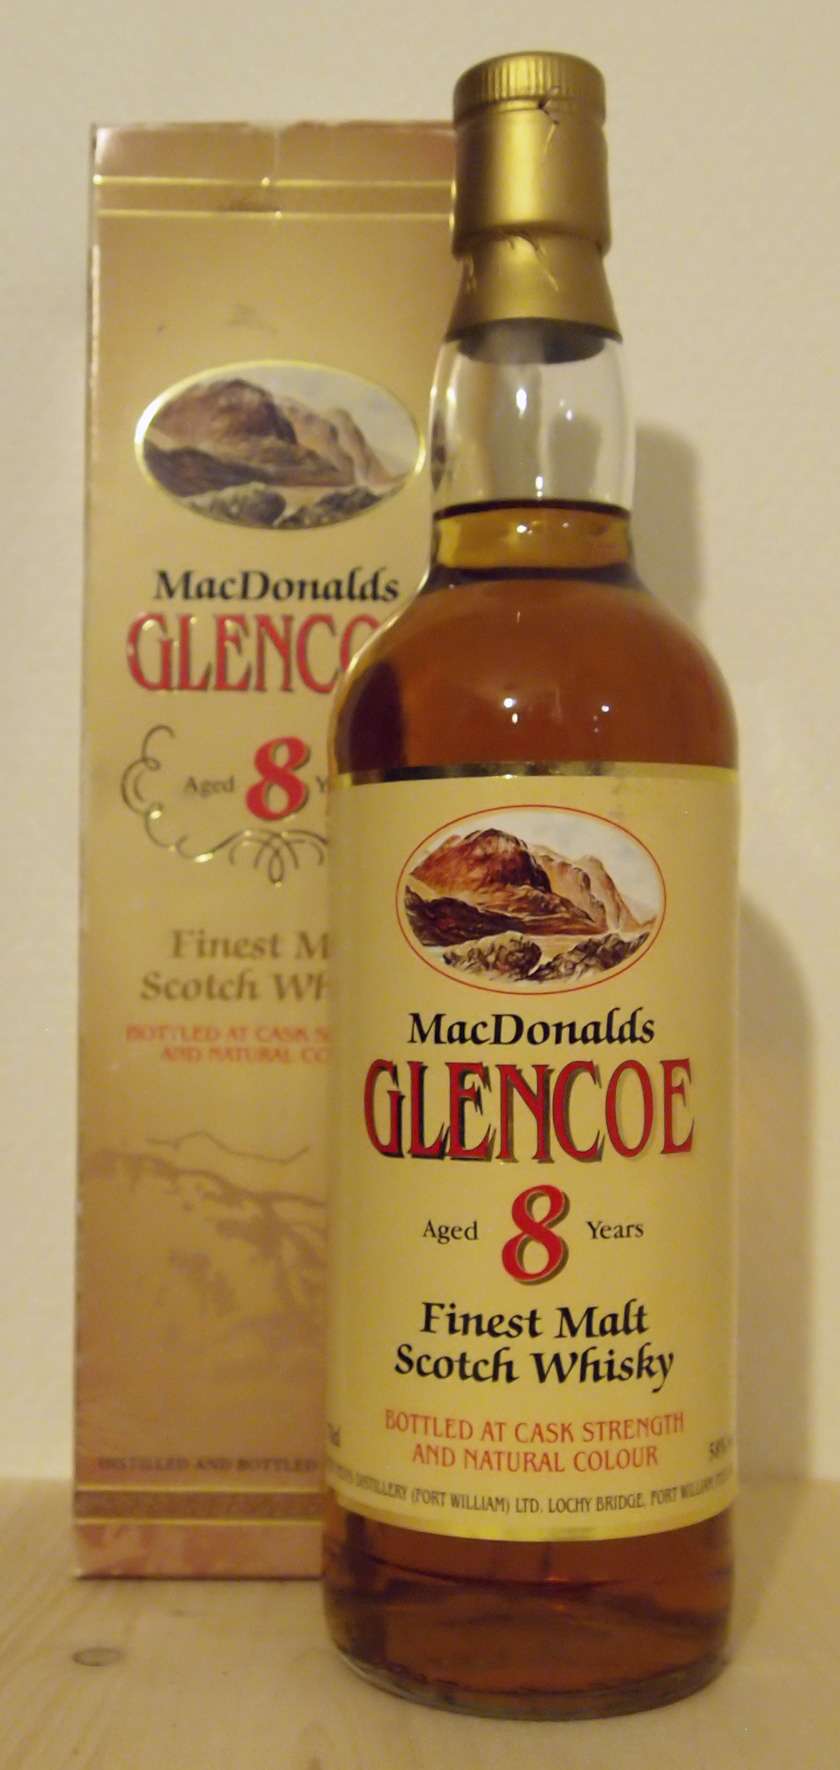 MacDonalds
GLENCO
Aged 8
Finest M
Scotch Wh
BOTTLED AT CASK S
AND NATURAL CO
DISTILLED AND BOTTLED
MacDonalds
GLENCOE
Aged 8 Years
Finest Malt
Scotch Whisky
BOTTLED AT CASK STRENGTH
AND NATURAL COLOUR
58%
DISTILLERY (FORT WILLIAM) LTD. LOCHY BRIDGE, FORT WILLIAM